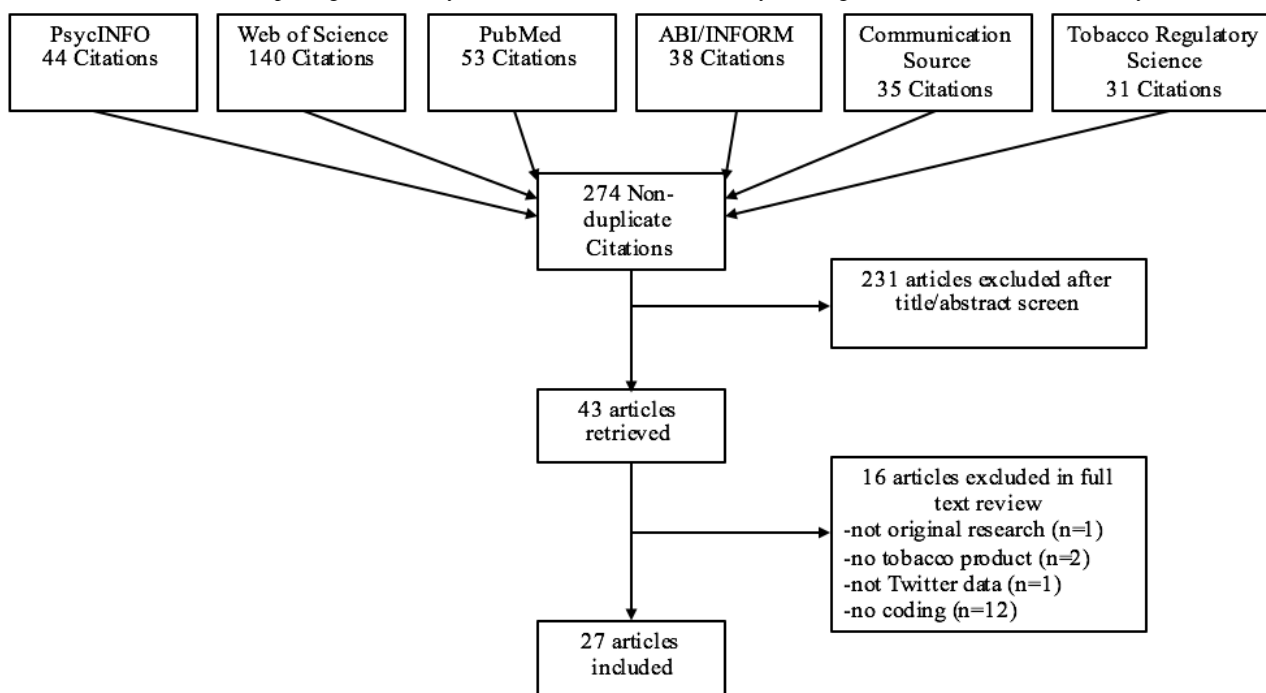 PsycINFO
44 Citations
Web of Science
140 Citations
PubMed
53 Citations
ABI/INFORM
38 Citations
Communication
Source
35 Citations
Tobacco Regulatory
Science
31 Citations
274 Non-
duplicate
Citations
231 articles excluded after
title/abstract screen
43 articles
retrieved
16 articles excluded in full
text review
-not original research (n=1)
-no tobacco product (n=2)
-not Twitter data (n=1)
-no coding (n=12)
27 articles
included